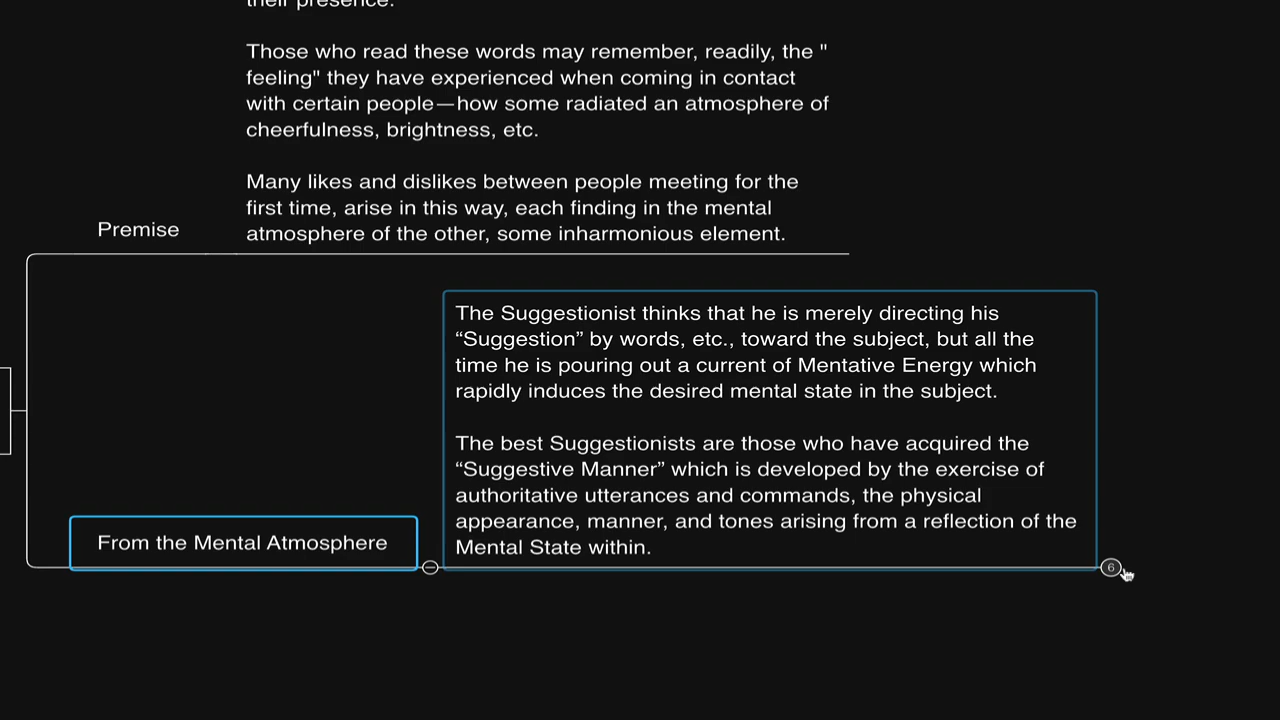 their presence.
Those who read these words may remember, readily, the "
feeling" they have experienced when coming in contact
with certain people—how some radiated an atmosphere of
cheerfulness, brightness, etc.
Many likes and dislikes between people meeting for the
first time, arise in this way, each finding in the mental
atmosphere of the other, some inharmonious element.
Premise
The Suggestionist thinks that he is merely directing his
“Suggestion” by words, etc., toward the subject, but all the
time he is pouring out a current of Mentative Energy which
rapidly induces the desired mental state in the subject.
The best Suggestionists are those who have acquired the
“Suggestive Manner” which is developed by the exercise of
authoritative utterances and commands, the physical
appearance, manner, and tones arising from a reflection of the
Mental State within.
From the Mental Atmosphere
6